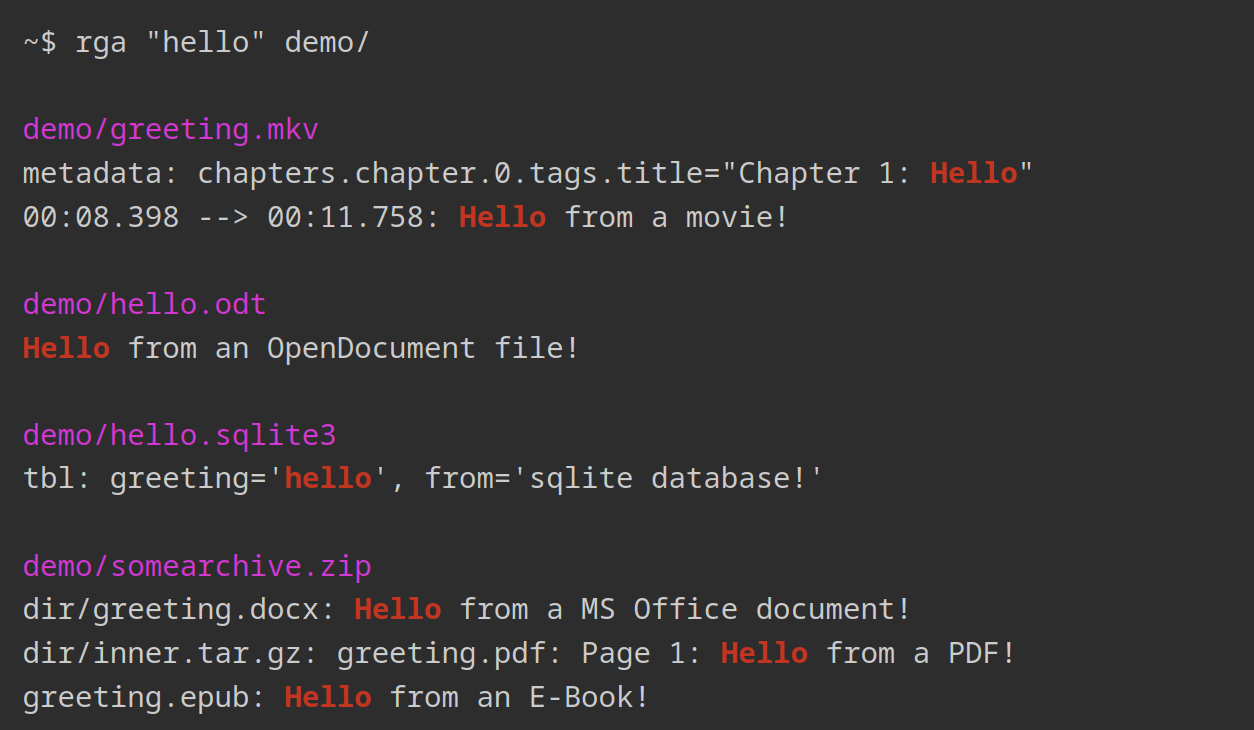 ~$ rga "hello" demo/
demo/greeting.mkv
metadata: chapters.chapter.0.tags.title="Chapter 1: Hello"
00:08.398 --> 00:11.758: Hello from a movie!
demo/hello.odt
Hello from an OpenDocument file!
demo/hello.sqlite3
tbl: greeting='hello', from='sqlite database!'
demo/somearchive.zip
dir/greeting.docx: Hello from a MS Office document!
dir/inner.tar.gz: greeting.pdf: Page 1: Hello from a PDF!
greeting.epub: Hello from an E-Book!